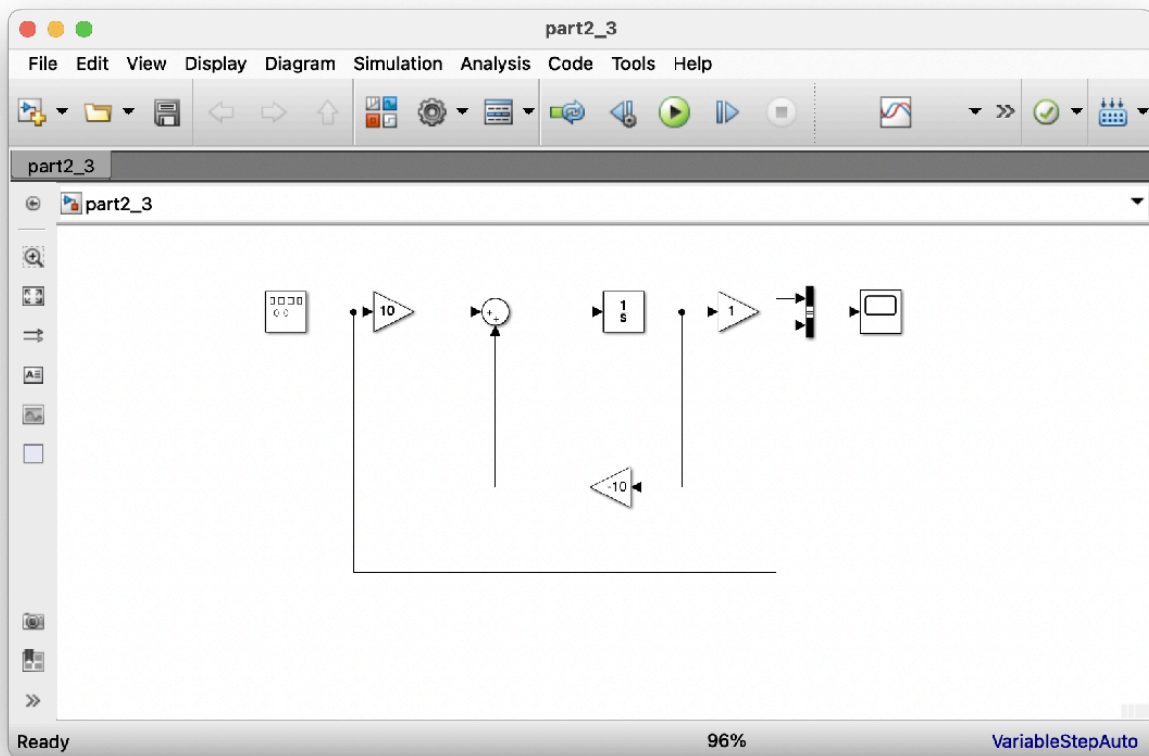 part2_3
File Edit View Display Diagram Simulation Analysis Code Tools Help
part2_3
part2_3
10
+
+
1
s
1
-10
Ready 96% VariableStepAuto